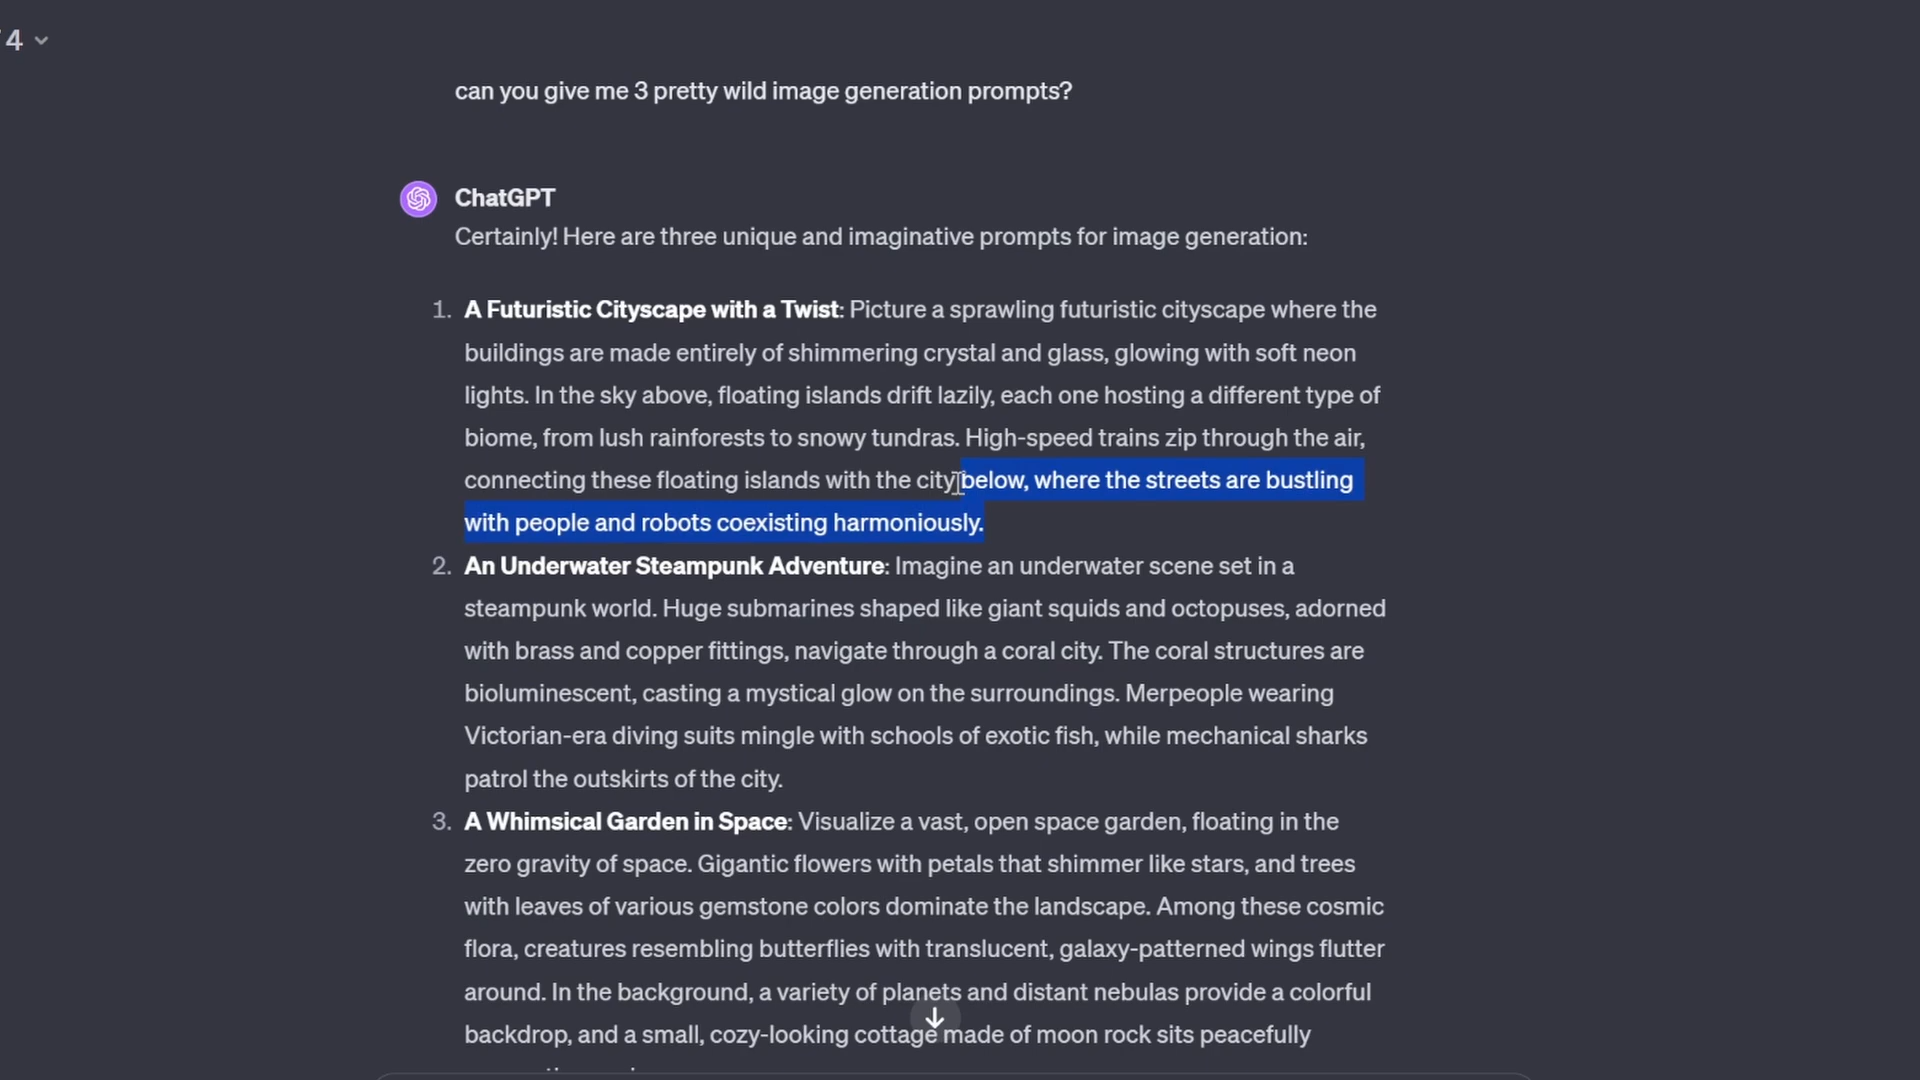 4
can you give me 3 pretty wild image generation prompts?
ChatGPT
Certainly! Here are three unique and imaginative prompts for image generation:
1. A Futuristic Cityscape with a Twist: Picture a sprawling futuristic cityscape where the
buildings are made entirely of shimmering crystal and glass, glowing with soft neon
lights. In the sky above, floating islands drift lazily, each one hosting a different type of
biome, from lush rainforests to snowy tundras. High-speed trains zip through the air,
connecting these floating islands with the city below, where the streets are bustling
with people and robots coexisting harmoniously.
2. An Underwater Steampunk Adventure: Imagine an underwater scene set in a
steampunk world. Huge submarines shaped like giant squids and octopuses, adorned
with brass and copper fittings, navigate through a coral city. The coral structures are
bioluminescent, casting a mystical glow on the surroundings. Merpeople wearing
Victorian-era diving suits mingle with schools of exotic fish, while mechanical sharks
patrol the outskirts of the city.
3. A Whimsical Garden in Space: Visualize a vast, open space garden, floating in the
zero gravity of space. Gigantic flowers with petals that shimmer like stars, and trees
with leaves of various gemstone colors dominate the landscape. Among these cosmic
flora, creatures resembling butterflies with translucent, galaxy-patterned wings flutter
around. In the background, a variety of planets and distant nebulas provide a colorful
backdrop, and a small, cozy-looking cottage made of moon rock sits peacefully